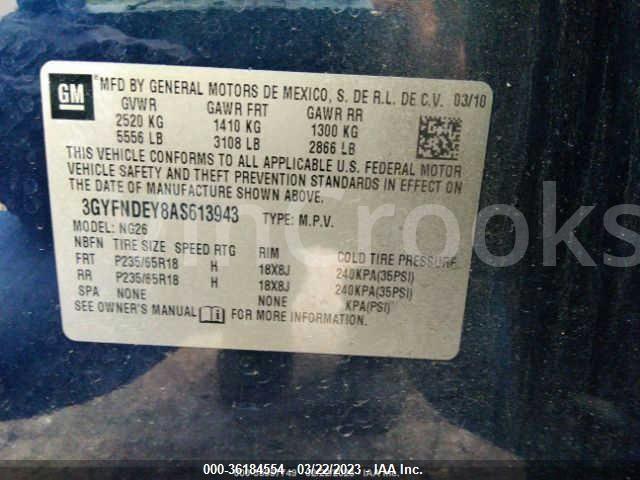 GM
MFD BY GENERAL MOTORS DE MEXICO, S. DE R.L. DE C.V. 03/10
GVWR GAWR FRT GAWR RR
2520 KG 1410 KG 1300 KG
5556 LB 3108 LB 2866 LB
THIS VEHICLE CONFORMS TO ALL APPLICABLE U.S. FEDERAL MOTOR
VEHICLE SAFETY AND THEFT PREVENTION STANDARDS IN EFFECT ON
THE DATE OF MANUFACTURE SHOWN ABOVE.
3GYFNDEY8AS613943 TYPE: M.P.V.
MODEL: NG26
NBFN TIRE SIZE SPEED RTG RIM COLD TIRE PRESSURE
FRT P235/65R18 H 18X8J 240KPA(35PSI)
RR P235/65R18 H 18X8J 240KPA(35PSI)
SPA NONE NONE KPA(PSI)
SEE OWNER'S MANUAL FOR MORE INFORMATION.
VinCrooks
000-36184554 - 03/22/2023 - IAA Inc.